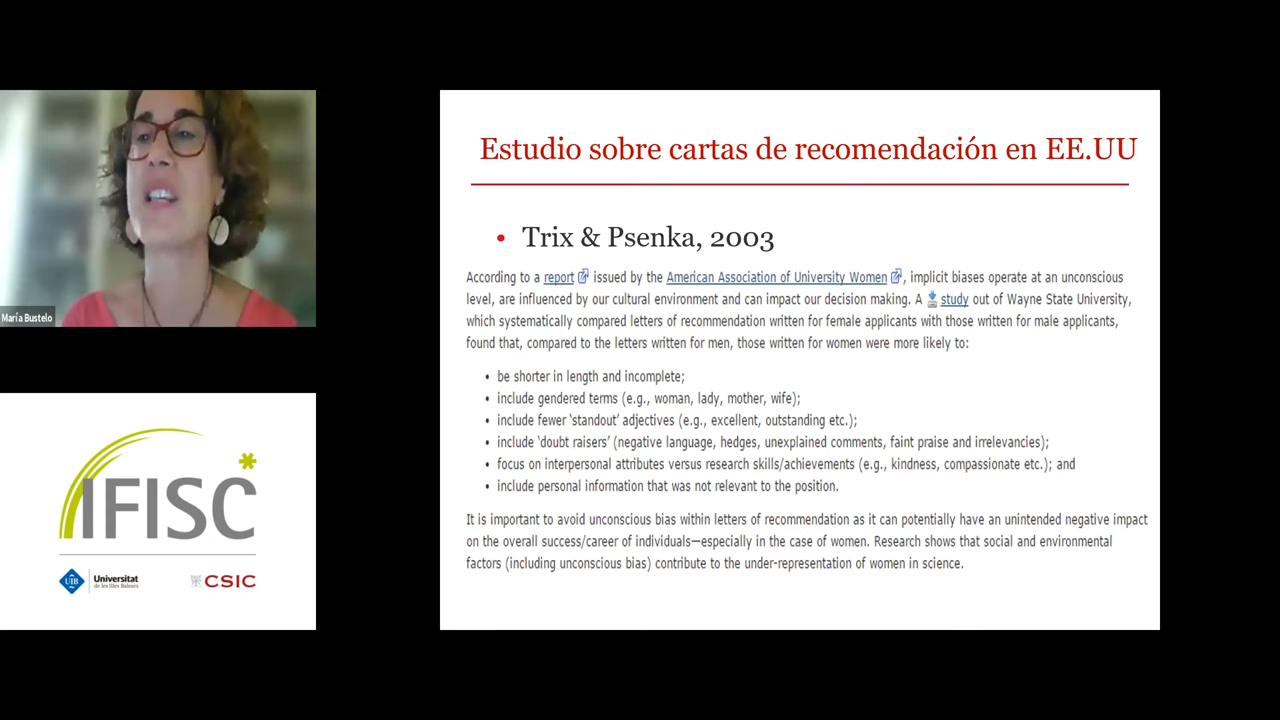 María Bustelo
IFISC
UIB
Universitat
de les Illes Balears
CSIC
Estudio sobre cartas de recomendación en EE.UU
• Trix & Psenka, 2003
According to a report issued by the American Association of University Women, implicit biases operate at an unconscious
level, are influenced by our cultural environment and can impact our decision making. A study out of Wayne State University,
which systematically compared letters of recommendation written for female applicants with those written for male applicants,
found that, compared to the letters written for men, those written for women were more likely to:
• be shorter in length and incomplete;
• include gendered terms (e.g., woman, lady, mother, wife);
• include fewer ‘standout’ adjectives (e.g., excellent, outstanding etc.);
• include ‘doubt raisers’ (negative language, hedges, unexplained comments, faint praise and irrelevancies);
• focus on interpersonal attributes versus research skills/achievements (e.g., kindness, compassionate etc.); and
• include personal information that was not relevant to the position.
It is important to avoid unconscious bias within letters of recommendation as it can potentially have an unintended negative impact
on the overall success/career of individuals—especially in the case of women. Research shows that social and environmental
factors (including unconscious bias) contribute to the under-representation of women in science.